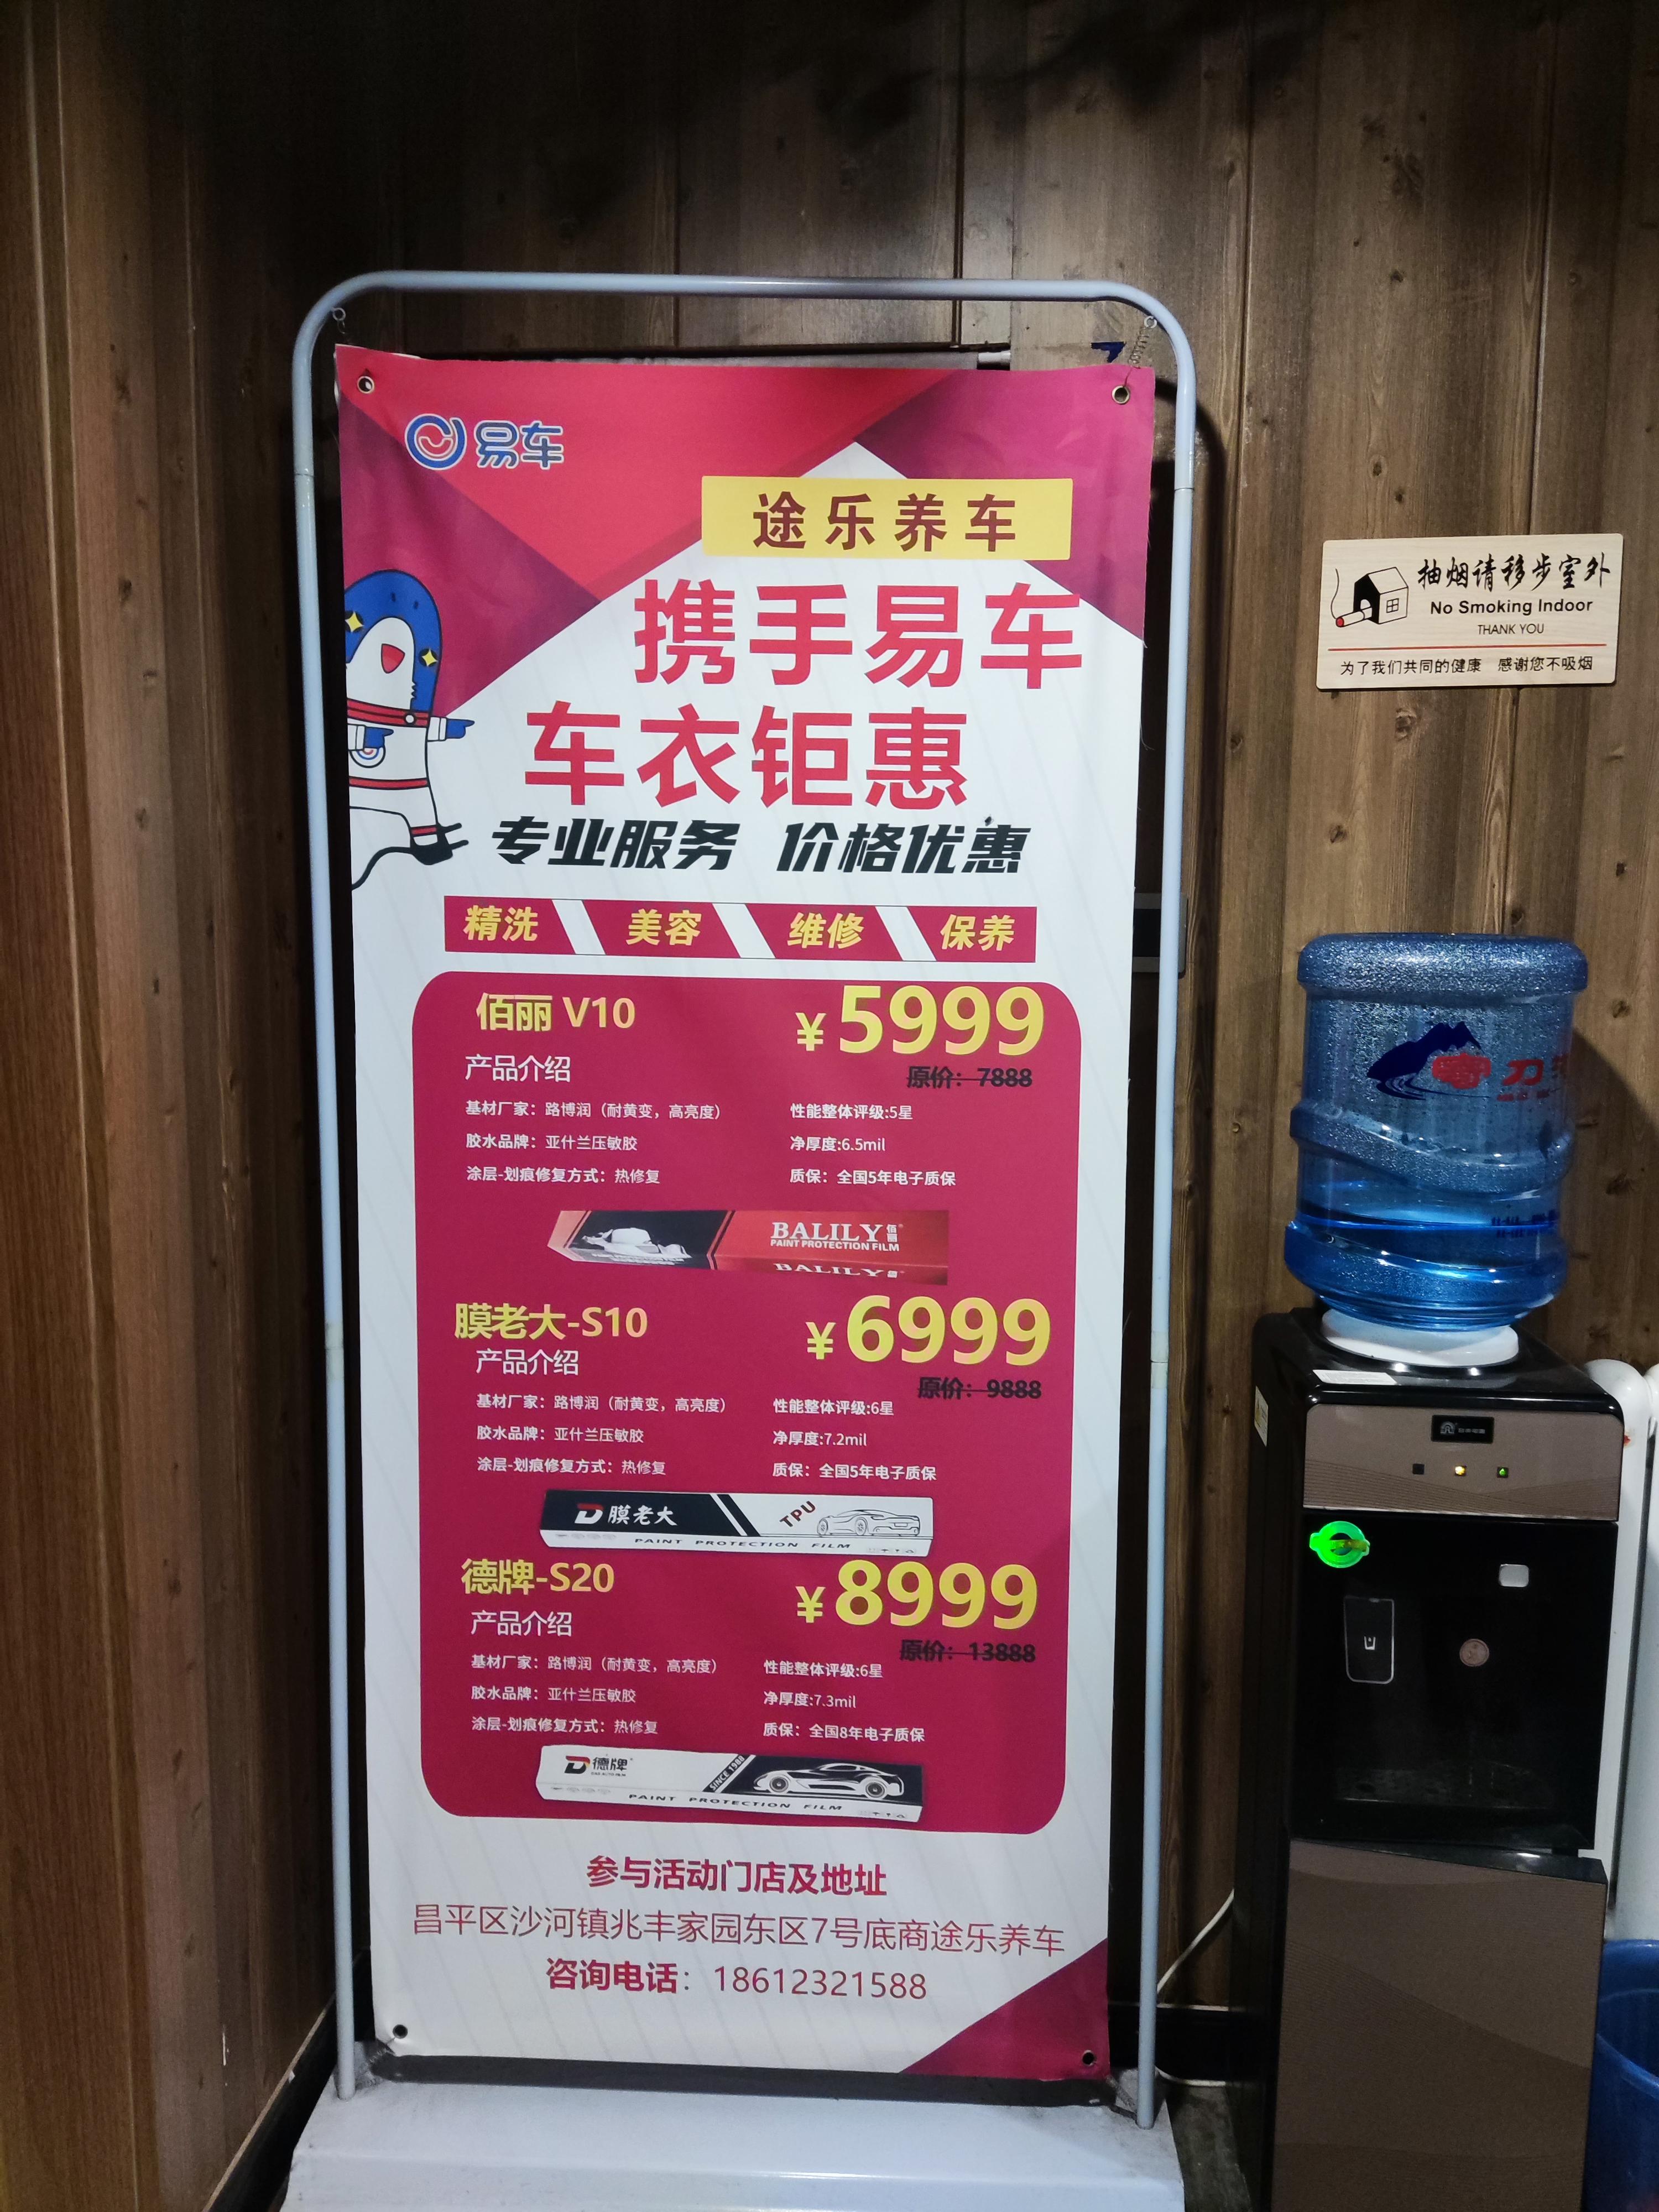 易车
途乐养车
携手易车
车衣钜惠
专业服务 价格优惠
精洗 美容 维修 保养
佰丽 V10 ¥5999
原价：7888
产品介绍
基材厂家：路博润（耐黄变，高亮度） 性能整体评级:5星
胶水品牌：亚什兰压敏胶 净厚度:6.5mil
涂层-划痕修复方式：热修复 质保：全国5年电子质保
BALILY 佰丽
PAINT PROTECTION FILM
BALILY
膜老大-S10 ¥6999
原价：9888
产品介绍
基材厂家：路博润（耐黄变，高亮度） 性能整体评级:6星
胶水品牌：亚什兰压敏胶 净厚度:7.2mil
涂层-划痕修复方式：热修复 质保：全国5年电子质保
膜老大 TPU
PAINT PROTECTION FILM
德牌-S20 ¥8999
原价：13888
产品介绍
基材厂家：路博润（耐黄变，高亮度） 性能整体评级:6星
胶水品牌：亚什兰压敏胶 净厚度:7.3mil
涂层-划痕修复方式：热修复 质保：全国8年电子质保
德牌 SINCE 1988
PAINT PROTECTION FILM
参与活动门店及地址
昌平区沙河镇兆丰家园东区7号底商途乐养车
咨询电话：18612321588
抽烟请移步室外
No Smoking Indoor
THANK YOU
为了我们共同的健康 感谢您不吸烟